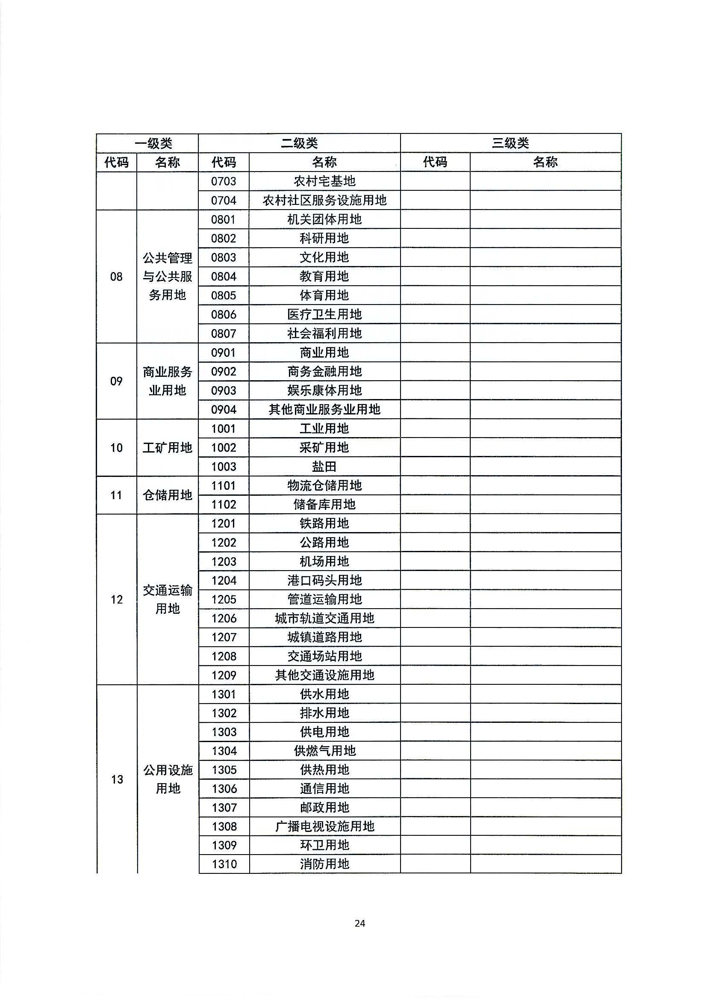 一级类 二级类 三级类
代码 名称 代码 名称 代码 名称
0703 农村宅基地
0704 农村社区服务设施用地
08 公共管理与公共服务用地 0801 机关团体用地
0802 科研用地
0803 文化用地
0804 教育用地
0805 体育用地
0806 医疗卫生用地
0807 社会福利用地
09 商业服务业用地 0901 商业用地
0902 商务金融用地
0903 娱乐康体用地
0904 其他商业服务业用地
10 工矿用地 1001 工业用地
1002 采矿用地
1003 盐田
11 仓储用地 1101 物流仓储用地
1102 储备库用地
12 交通运输用地 1201 铁路用地
1202 公路用地
1203 机场用地
1204 港口码头用地
1205 管道运输用地
1206 城市轨道交通用地
1207 城镇道路用地
1208 交通场站用地
1209 其他交通设施用地
13 公用设施用地 1301 供水用地
1302 排水用地
1303 供电用地
1304 供燃气用地
1305 供热用地
1306 通信用地
1307 邮政用地
1308 广播电视设施用地
1309 环卫用地
1310 消防用地
24